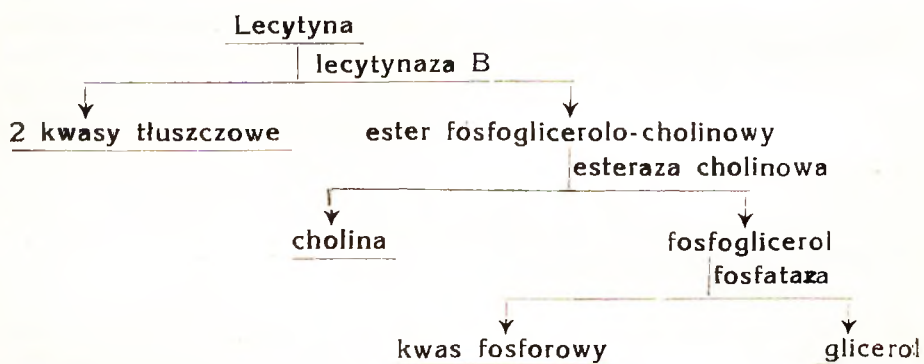 Lecytyna
lecytynaza B
2 kwasy tłuszczowe
ester fosfoglicerolo-cholinowy
esteraza cholinowa
cholina
fosfoglicerol
fosfataza
kwas fosforowy
glicerol